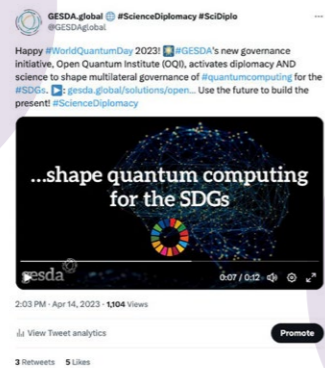 GESDA.global 🌐 #ScienceDiplomacy #SciDiplo
@GESDAglobal
Happy #WorldQuantumDay 2023! #GESDA's new governance
initiative, Open Quantum Institute (OQI), activates diplomacy AND
science to shape multilateral governance of #quantumcomputing for the
#SDGs. ▶️: gesda.global/solutions/open... Use the future to build the
present! #ScienceDiplomacy
...shape quantum computing
for the SDGs
gesda
0:07 / 0:12
2:03 PM · Apr 14, 2023 · 1,104 Views
View Tweet analytics
Promote
3 Retweets 5 Likes